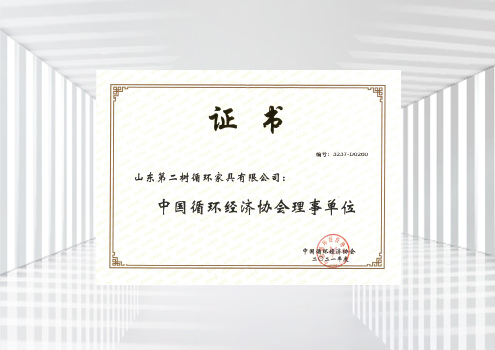 证 书
编号：3237-D0200
山东第二树循环家具有限公司：
中国循环经济协会理事单位
中国循环经济协会
二〇二一年度